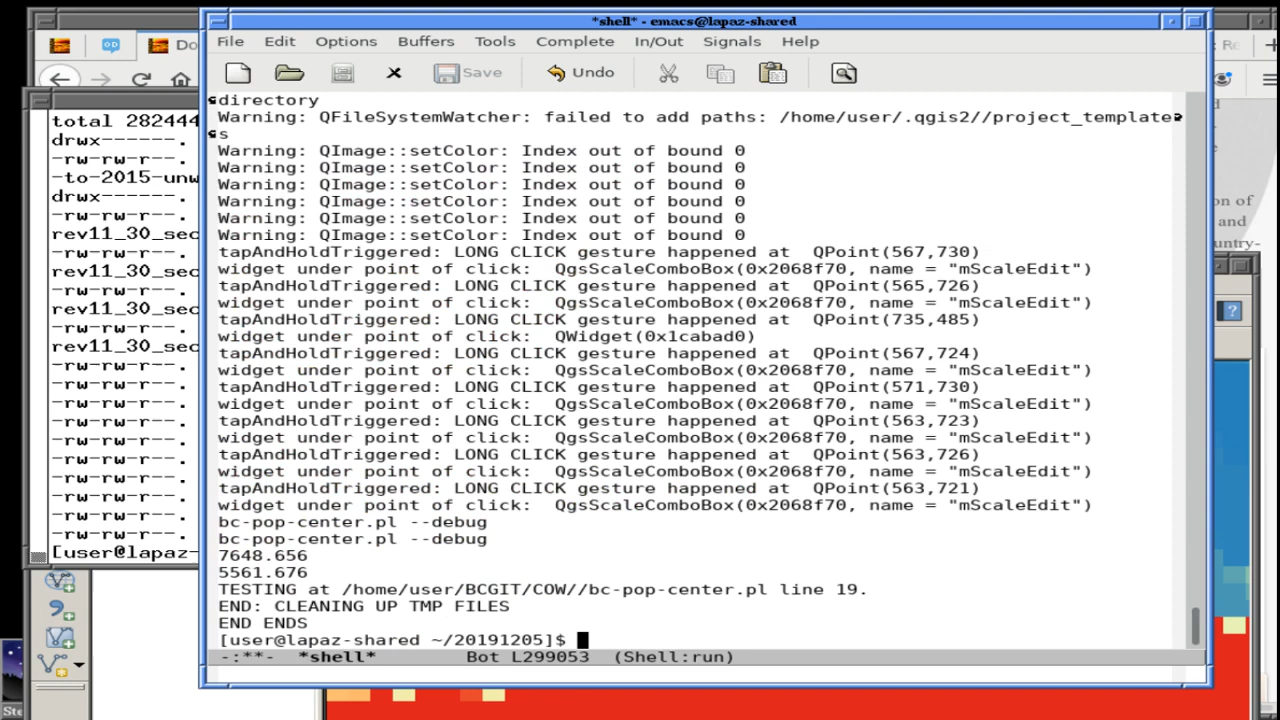 *shell* - emacs@lapaz-shared
File Edit Options Buffers Tools Complete In/Out Signals Help
Save Undo
directory
Warning: QFileSystemWatcher: failed to add paths: /home/user/.qgis2//project_template
s
Warning: QImage::setColor: Index out of bound 0
Warning: QImage::setColor: Index out of bound 0
Warning: QImage::setColor: Index out of bound 0
Warning: QImage::setColor: Index out of bound 0
Warning: QImage::setColor: Index out of bound 0
Warning: QImage::setColor: Index out of bound 0
tapAndHoldTriggered: LONG CLICK gesture happened at  QPoint(567,730)
widget under point of click:  QgsScaleComboBox(0x2068f70, name = "mScaleEdit")
tapAndHoldTriggered: LONG CLICK gesture happened at  QPoint(565,726)
widget under point of click:  QgsScaleComboBox(0x2068f70, name = "mScaleEdit")
tapAndHoldTriggered: LONG CLICK gesture happened at  QPoint(735,485)
widget under point of click:  QWidget(0x1cabad0)
tapAndHoldTriggered: LONG CLICK gesture happened at  QPoint(567,724)
widget under point of click:  QgsScaleComboBox(0x2068f70, name = "mScaleEdit")
tapAndHoldTriggered: LONG CLICK gesture happened at  QPoint(571,730)
widget under point of click:  QgsScaleComboBox(0x2068f70, name = "mScaleEdit")
tapAndHoldTriggered: LONG CLICK gesture happened at  QPoint(563,723)
widget under point of click:  QgsScaleComboBox(0x2068f70, name = "mScaleEdit")
tapAndHoldTriggered: LONG CLICK gesture happened at  QPoint(563,726)
widget under point of click:  QgsScaleComboBox(0x2068f70, name = "mScaleEdit")
tapAndHoldTriggered: LONG CLICK gesture happened at  QPoint(563,721)
widget under point of click:  QgsScaleComboBox(0x2068f70, name = "mScaleEdit")
bc-pop-center.pl --debug
bc-pop-center.pl --debug
7648.656
5561.676
TESTING at /home/user/BCGIT/COW//bc-pop-center.pl line 19.
END: CLEANING UP TMP FILES
END ENDS
[user@lapaz-shared ~/20191205]$
-:**-  *shell*        Bot L299053  (Shell:run)
Do
total 2824444
drwx------.
-rw-rw-r--.
-to-2015-unw
drwx------.
-rw-rw-r--.
rev11_30_sec
-rw-rw-r--.
rev11_30_sec
-rw-rw-r--.
rev11_30_sec
-rw-rw-r--.
rev11_30_sec
-rw-rw-r--.
-rw-rw-r--.
-rw-rw-r--.
-rw-rw-r--.
-rw-rw-r--.
-rw-rw-r--.
-rw-rw-r--.
-rw-rw-r--.
-rw-rw-r--.
-rw-rw-r--.
[user@lapaz-
Re
on of
and
untry-
Ste